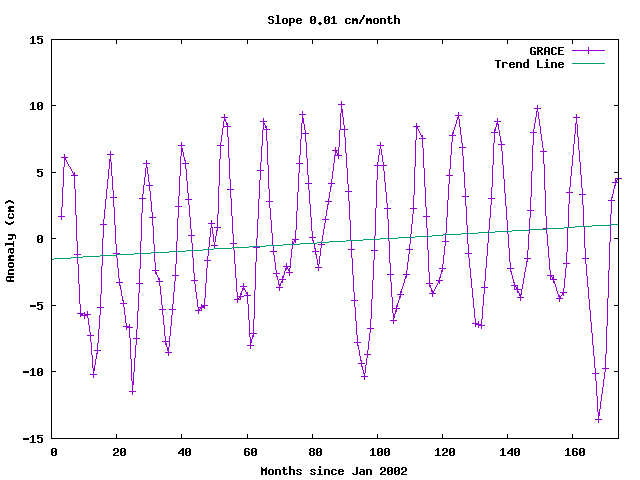 Slope 0.01 cm/month
GRACE
Trend Line
15
10
5
0
-5
-10
-15
Anomaly (cm)
0 20 40 60 80 100 120 140 160
Months since Jan 2002